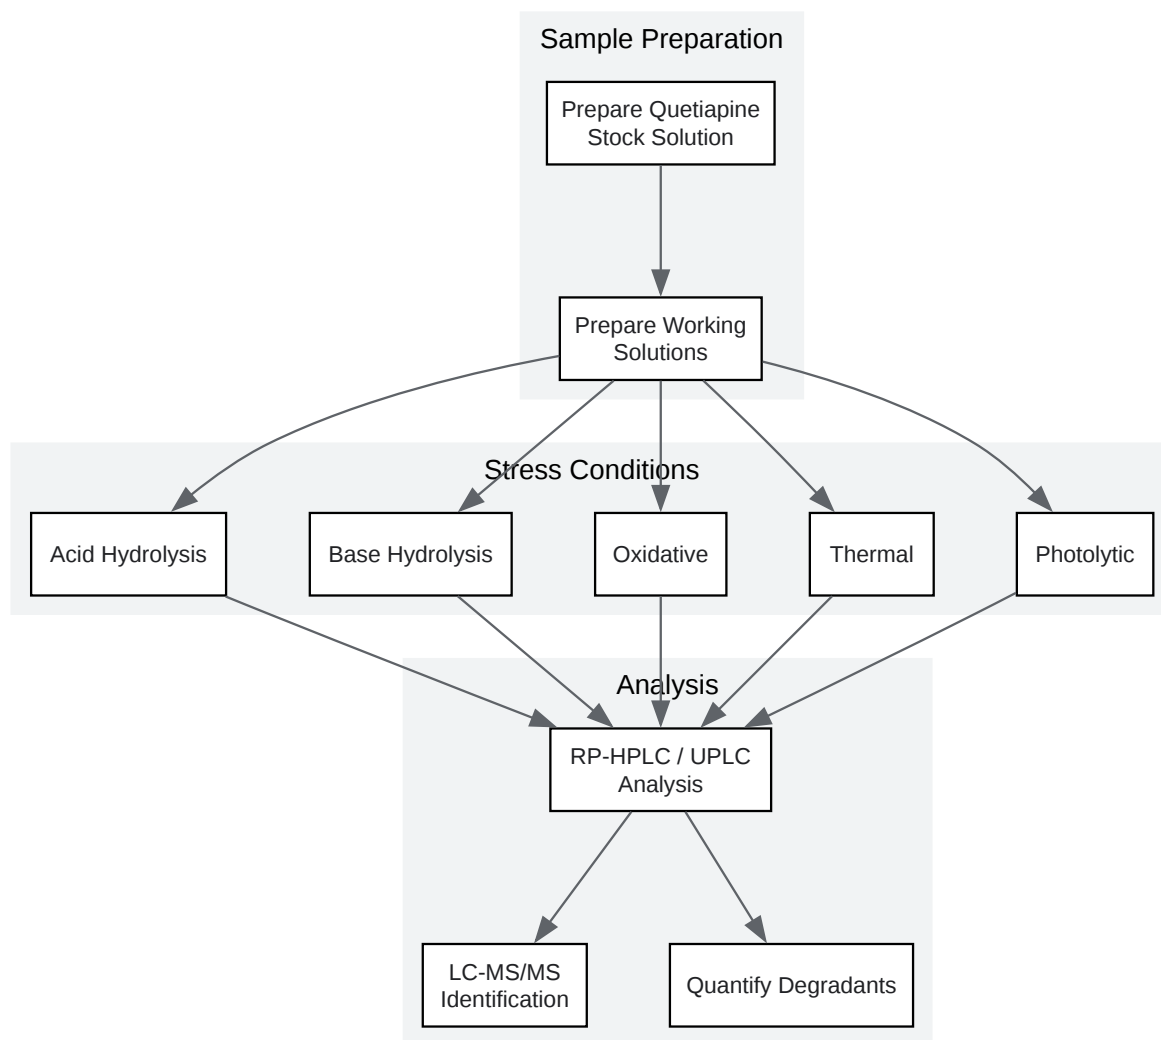 Sample Preparation
Prepare Quetiapine
Stock Solution
Prepare Working
Solutions
Stress Conditions
Acid Hydrolysis
Base Hydrolysis
Oxidative
Thermal
Photolytic
Analysis
RP-HPLC / UPLC
Analysis
LC-MS/MS
Identification
Quantify Degradants